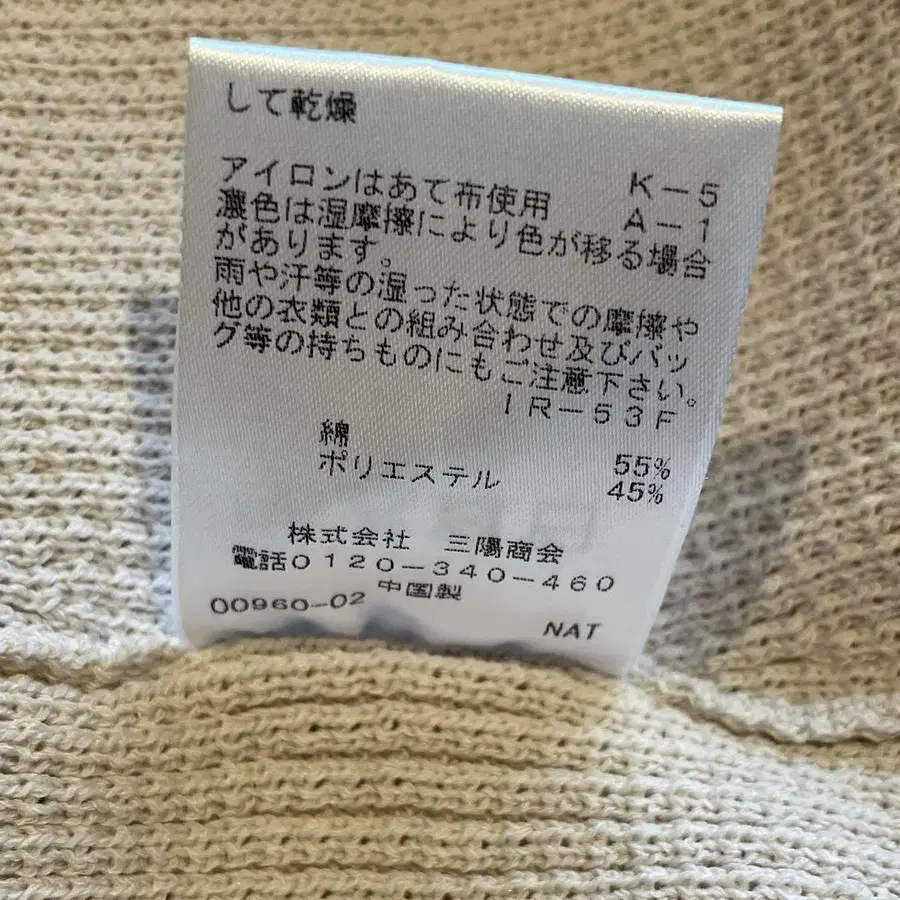 して乾燥
アイロンはあて布使用 K-5
A-1
濃色は湿摩擦により色が移る場合
があります。
雨や汗等の湿った状態での摩擦や
他の衣類との組み合わせ及びバッ
グ等の持ちものにもご注意下さい。
IR-53F
綿 55%
ポリエステル 45%
株式会社 三陽商会
電話0120-340-460
中国製
00960-02 NAT